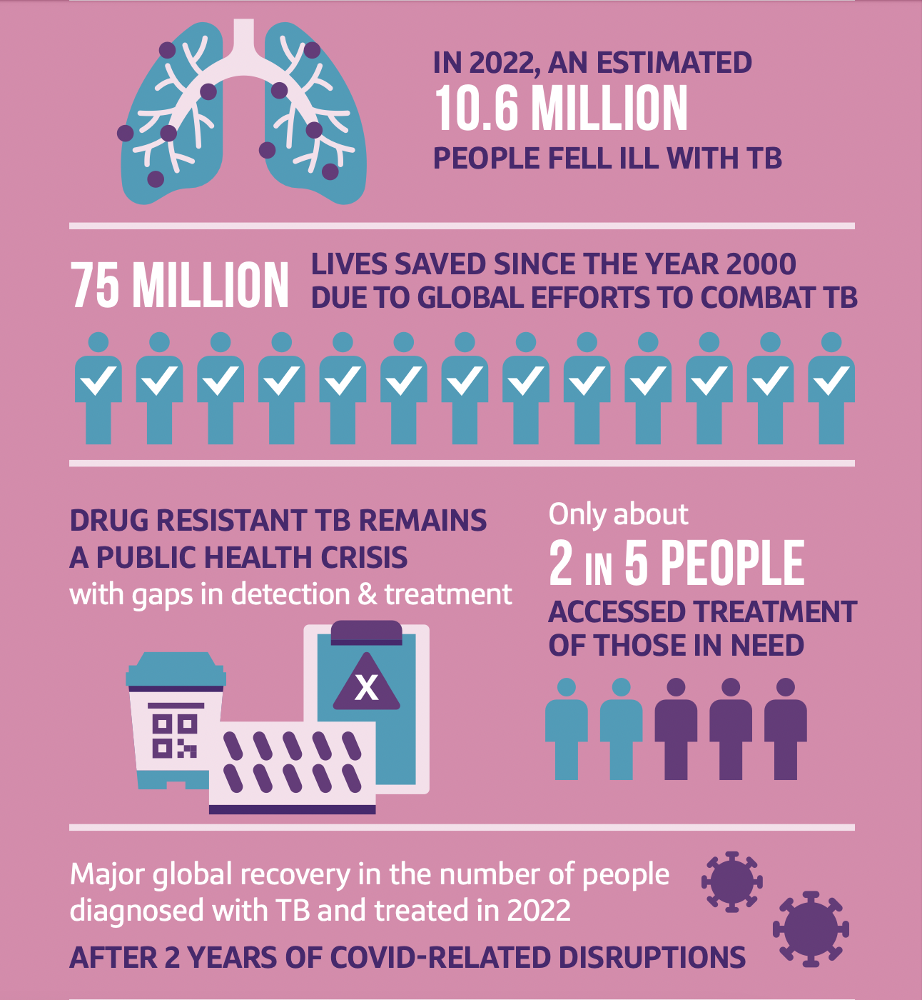 IN 2022, AN ESTIMATED
10.6 MILLION
PEOPLE FELL ILL WITH TB
75 MILLION
LIVES SAVED SINCE THE YEAR 2000
DUE TO GLOBAL EFFORTS TO COMBAT TB
DRUG RESISTANT TB REMAINS
A PUBLIC HEALTH CRISIS
with gaps in detection & treatment
X
Only about
2 IN 5 PEOPLE
ACCESSED TREATMENT
OF THOSE IN NEED
Major global recovery in the number of people
diagnosed with TB and treated in 2022
AFTER 2 YEARS OF COVID-RELATED DISRUPTIONS